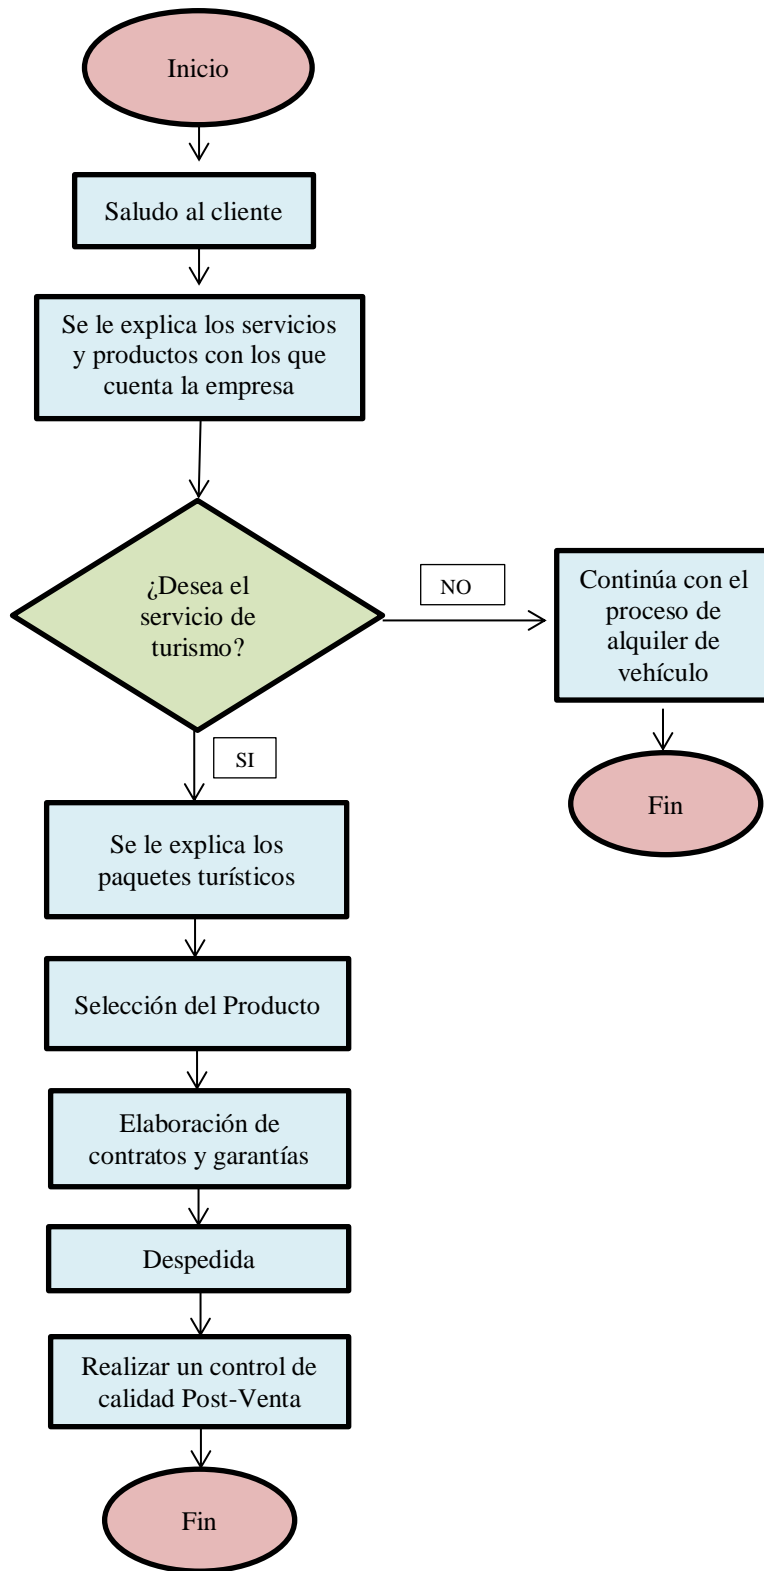 Inicio
Saludo al cliente
Se le explica los servicios
y productos con los que
cuenta la empresa
¿Desea el
servicio de
turismo?
NO
Continúa con el
proceso de
alquiler de
vehículo
Fin
SI
Se le explica los
paquetes turísticos
Selección del Producto
Elaboración de
contratos y garantías
Despedida
Realizar un control de
calidad Post-Venta
Fin